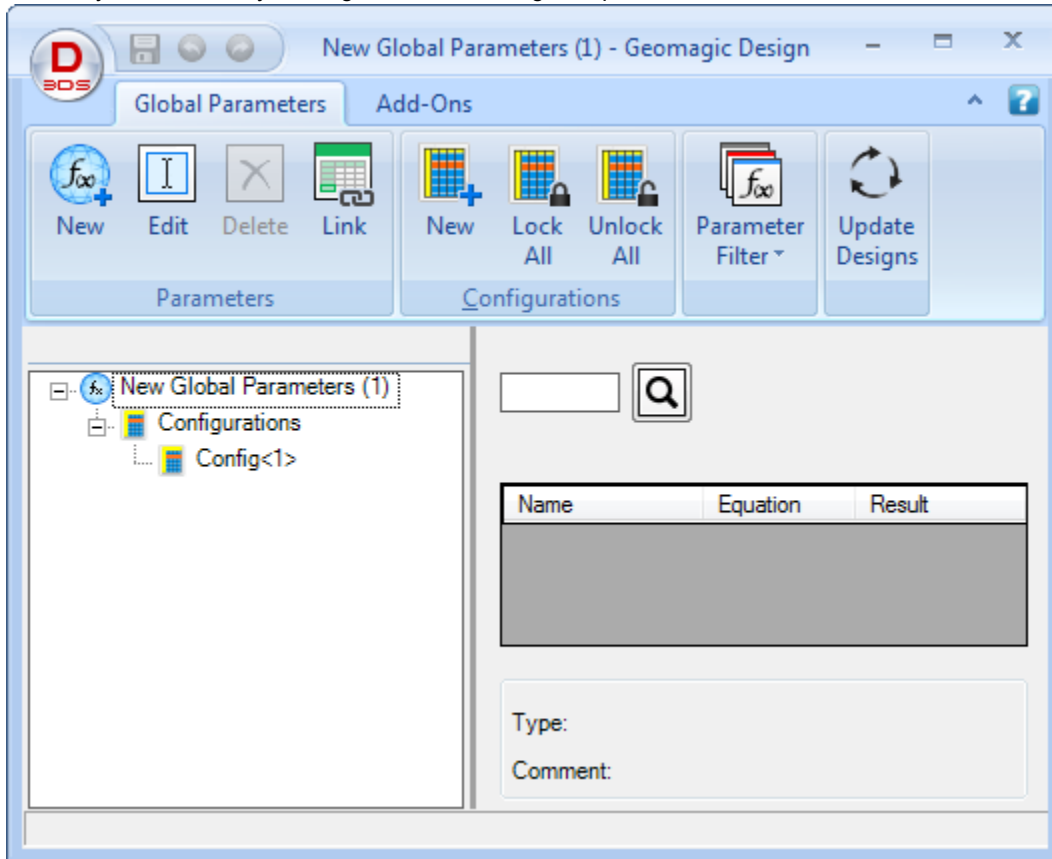 New Global Parameters (1) - Geomagic Design
D
3DS
Global Parameters Add-Ons
New Edit Delete Link New Lock All Unlock All Parameter Filter Update Designs
Parameters Configurations
New Global Parameters (1)
Configurations
Config<1>
Name Equation Result
Type:
Comment: